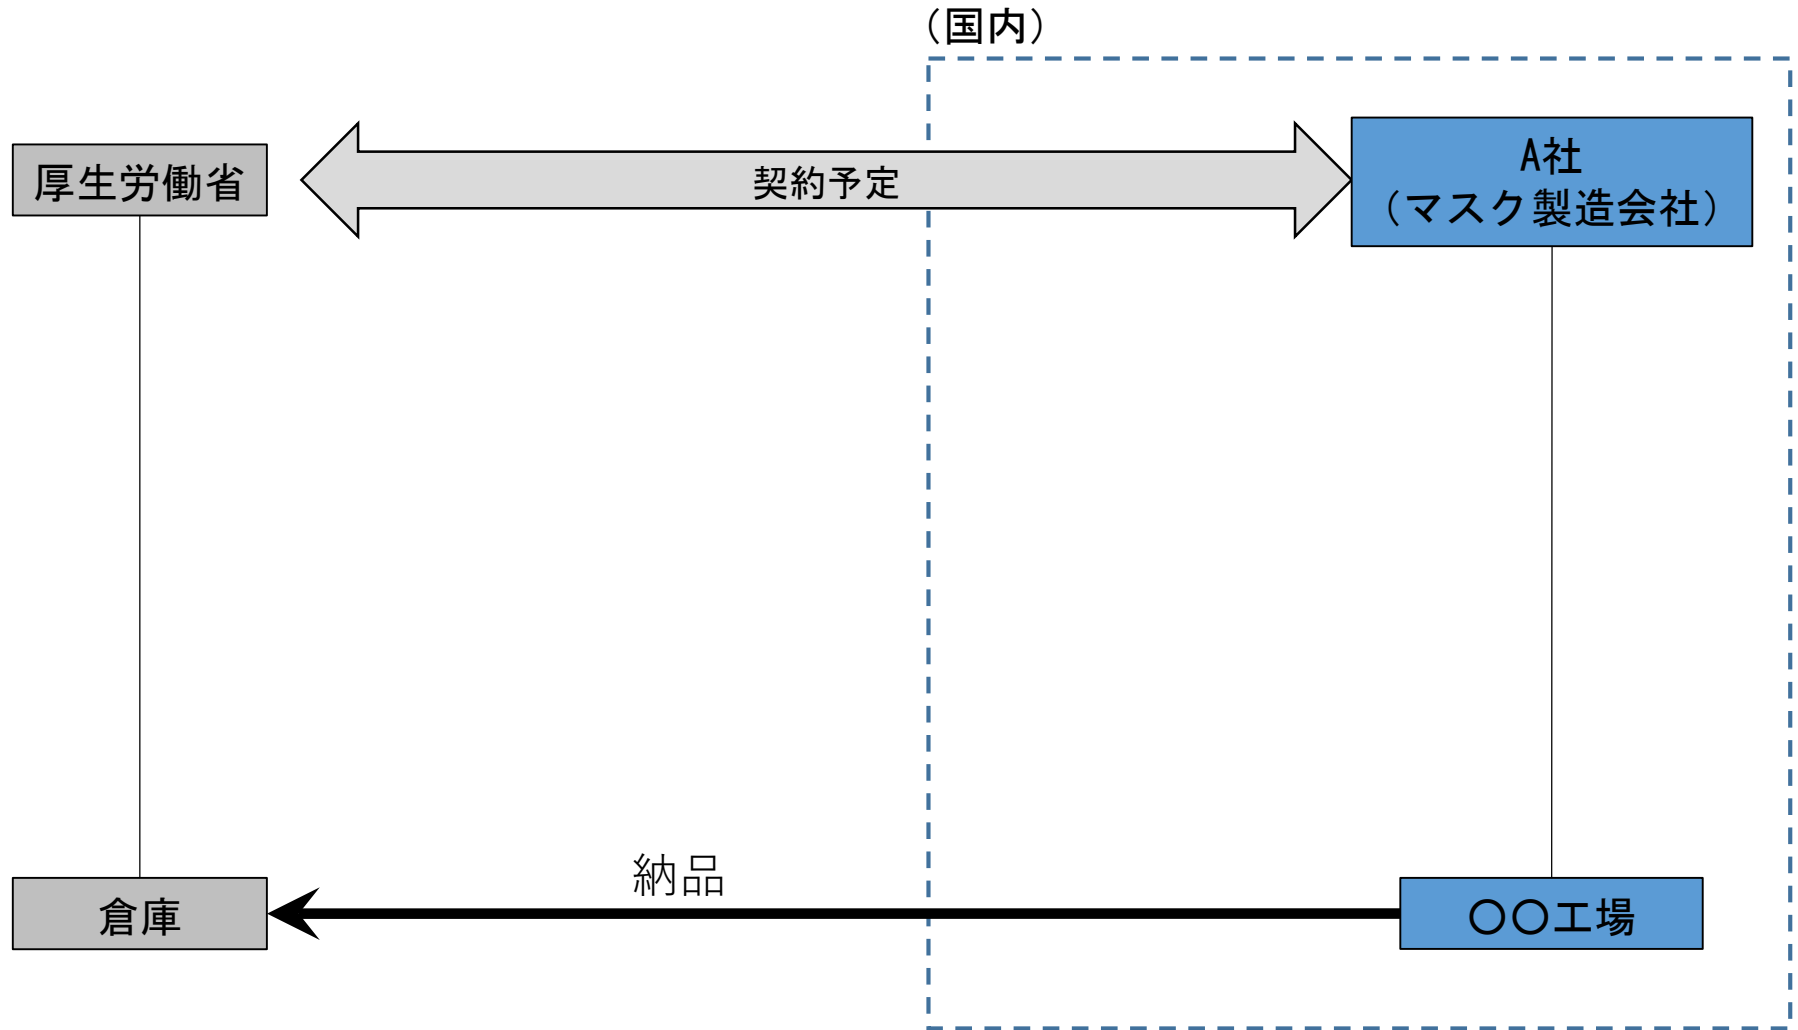 （国内）
厚生労働省
契約予定
A社
（マスク製造会社）
納品
倉庫
〇〇工場